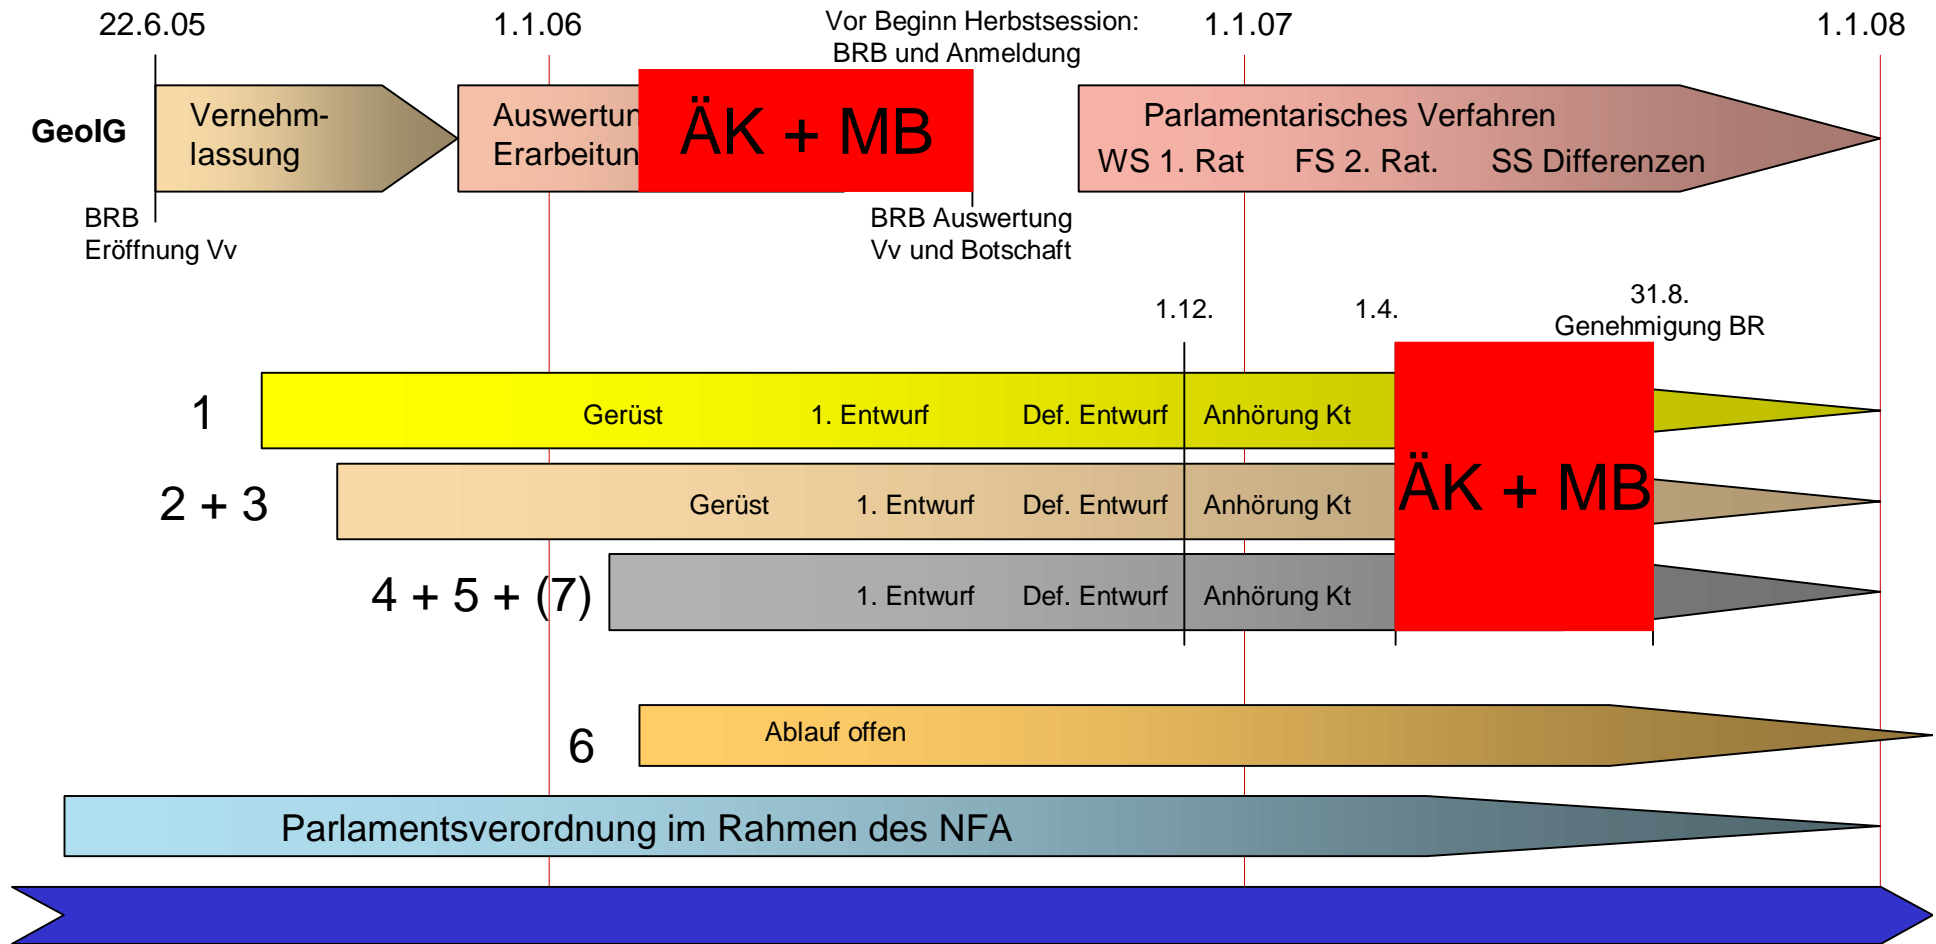 22.6.05
1.1.06
Vor Beginn Herbstsession:
BRB und Anmeldung
1.1.07
1.1.08
GeoIG
Vernehm-
lassung
Auswertun
Erarbeitun
ÄK + MB
Parlamentarisches Verfahren
WS 1. Rat FS 2. Rat. SS Differenzen
BRB
Eröffnung Vv
BRB Auswertung
Vv und Botschaft
1.12.
1.4.
31.8.
Genehmigung BR
1
Gerüst 1. Entwurf Def. Entwurf Anhörung Kt
2 + 3
Gerüst 1. Entwurf Def. Entwurf Anhörung Kt
ÄK + MB
4 + 5 + (7)
1. Entwurf Def. Entwurf Anhörung Kt
6
Ablauf offen
Parlamentsverordnung im Rahmen des NFA